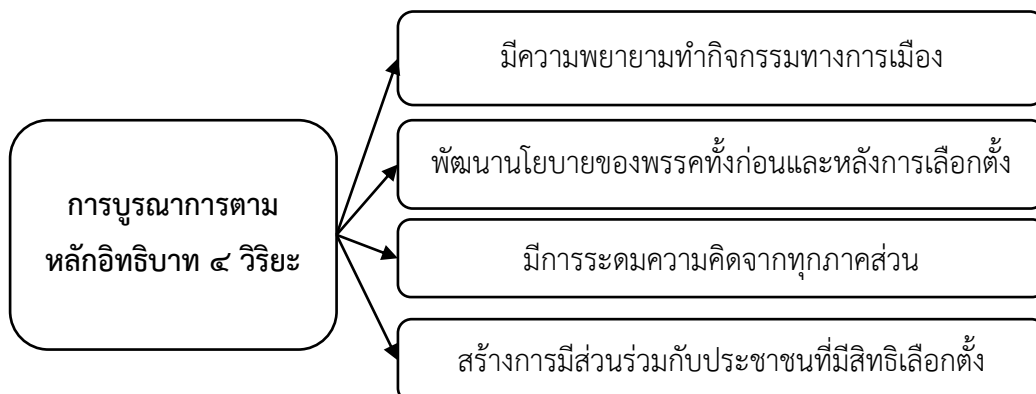 การบูรณาการตาม
หลักอิทธิบาท ๔ วิริยะ
มีความพยายามทำกิจกรรมทางการเมือง
พัฒนานโยบายของพรรคทั้งก่อนและหลังการเลือกตั้ง
มีการระดมความคิดจากทุกภาคส่วน
สร้างการมีส่วนร่วมกับประชาชนที่มีสิทธิเลือกตั้ง